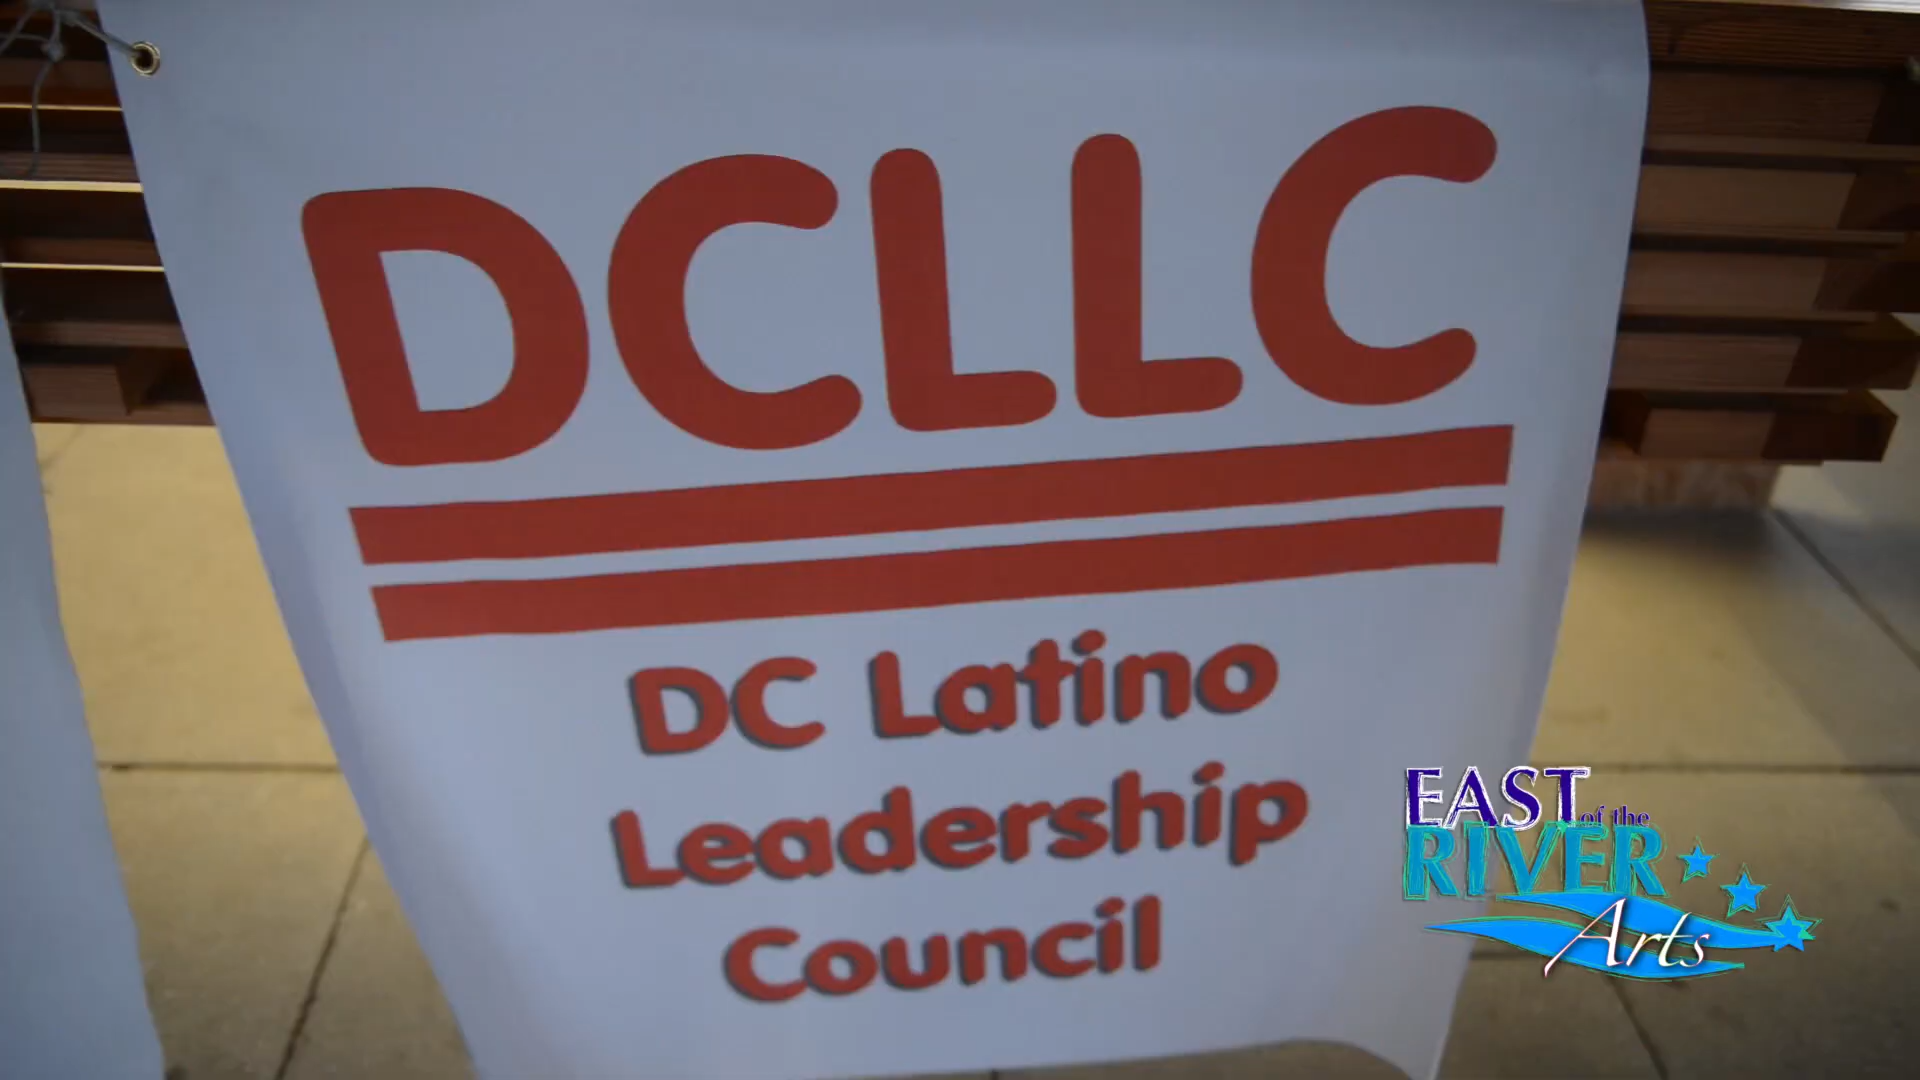 DCLLC
DC Latino
Leadership
Council
EAST
of the
RIVER
Arts